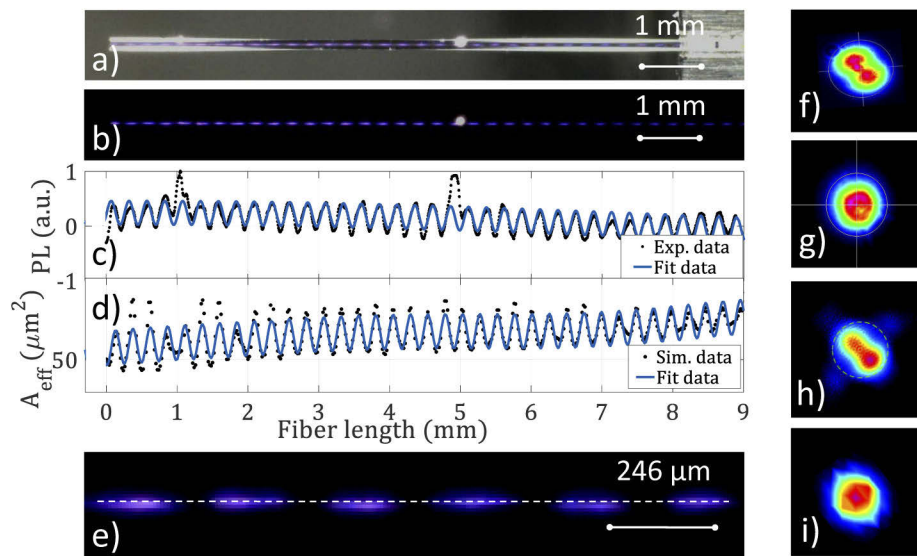 a)
1 mm
b)
1 mm
c)
PL (a.u.)
1
0
-1
Exp. data
Fit data
d)
A_eff (μm²)
50
Sim. data
Fit data
0 1 2 3 4 5 6 7 8 9
Fiber length (mm)
e)
246 μm
f)
g)
h)
i)